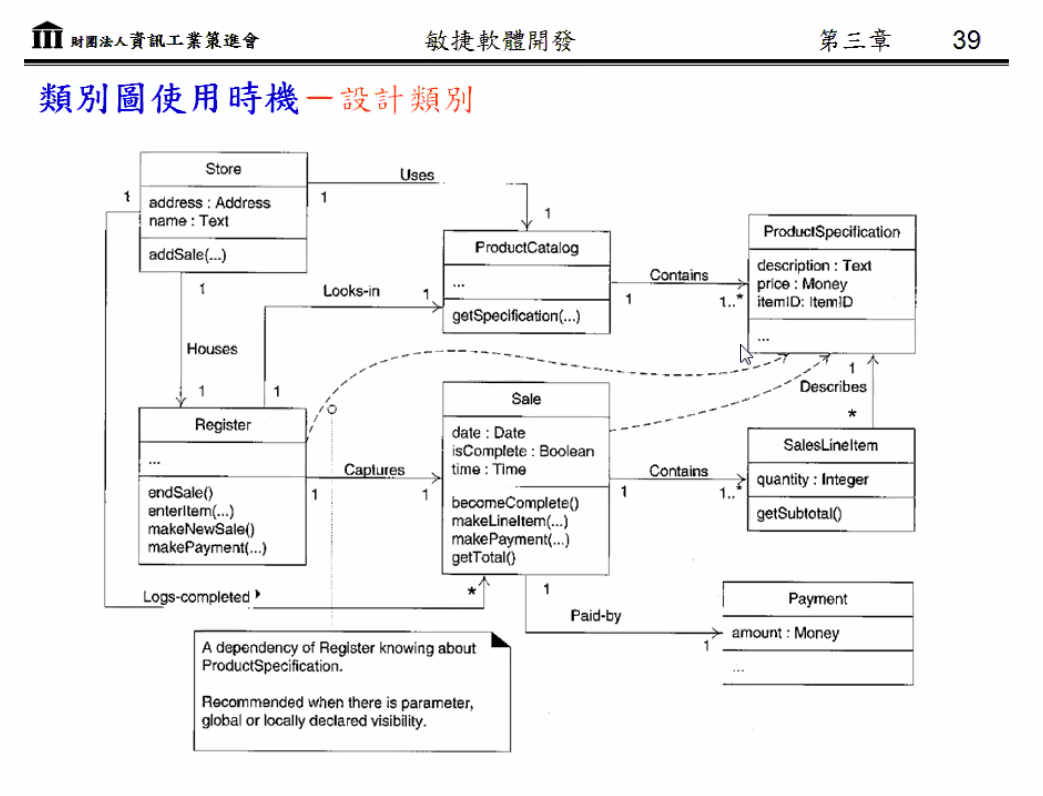 財團法人資訊工業策進會
敏捷軟體開發
第三章
39
類別圖使用時機－設計類別
Store
address : Address
name : Text
addSale(...)
1
1
Uses
1
ProductCatalog
...
getSpecification(...)
ProductSpecification
description : Text
price : Money
itemID: ItemID
...
Contains
1
1..*
1
Looks-in
1
Houses
1
1
Describes
1
*
Register
...
endSale()
enterItem(...)
makeNewSale()
makePayment(...)
Captures
1
1
Sale
date : Date
isComplete : Boolean
time : Time
becomeComplete()
makeLineItem(...)
makePayment(...)
getTotal()
Contains
1
1..*
SalesLineItem
quantity : Integer
getSubtotal()
Logs-completed
*
1
Paid-by
1
Payment
amount : Money
...
A dependency of Register knowing about
ProductSpecification.
Recommended when there is parameter,
global or locally declared visibility.